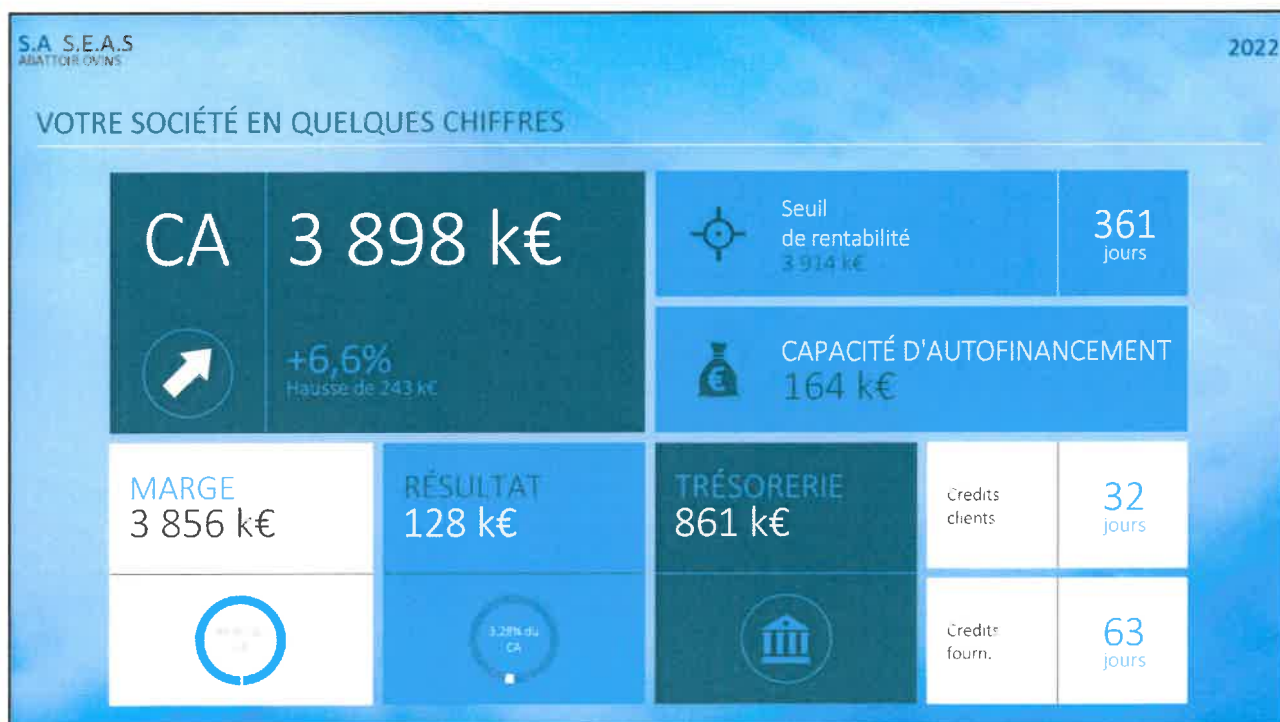 S.A S.E.A.S
ABATTOIR OVINS
2022
VOTRE SOCIÉTÉ EN QUELQUES CHIFFRES
CA
3 898 k€
+6,6%
Hausse de 243 k€
Seuil
de rentabilité
3 914 k€
361
jours
CAPACITÉ D'AUTOFINANCEMENT
164 k€
MARGE
3 856 k€
RÉSULTAT
128 k€
3.28% du
CA
TRÉSORERIE
861 k€
Credits
clients
32
jours
Credits
fourn.
63
jours